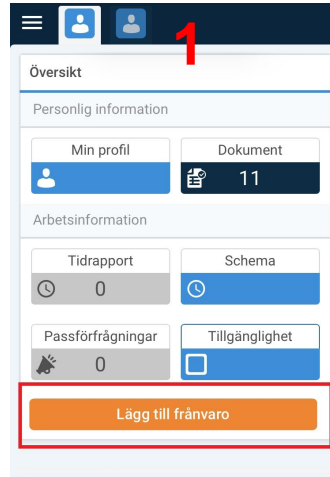 1
Översikt
Personlig information
Min profil
Dokument
11
Arbetsinformation
Tidrapport
Schema
0
Passförfrågningar
Tillgänglighet
0
Lägg till frånvaro